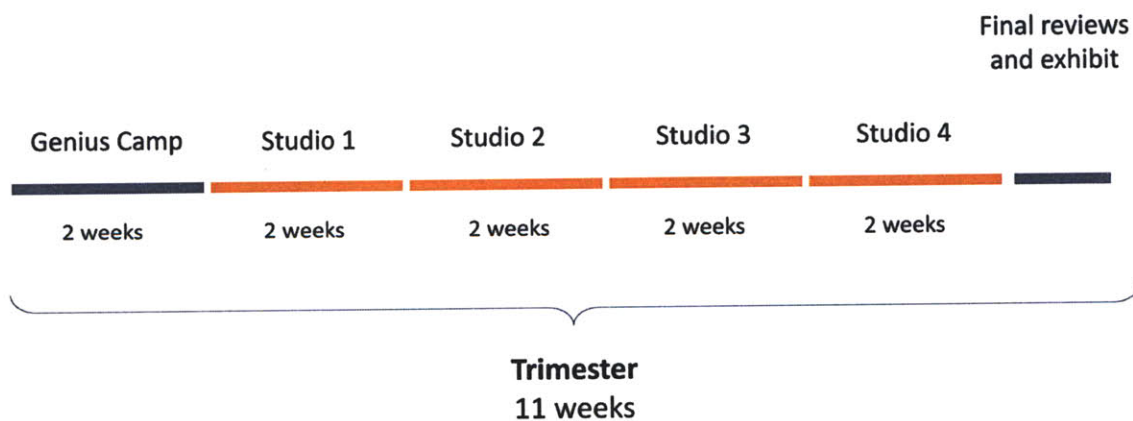 Final reviews
and exhibit
Genius Camp
Studio 1
Studio 2
Studio 3
Studio 4
2 weeks
2 weeks
2 weeks
2 weeks
2 weeks
Trimester
11 weeks